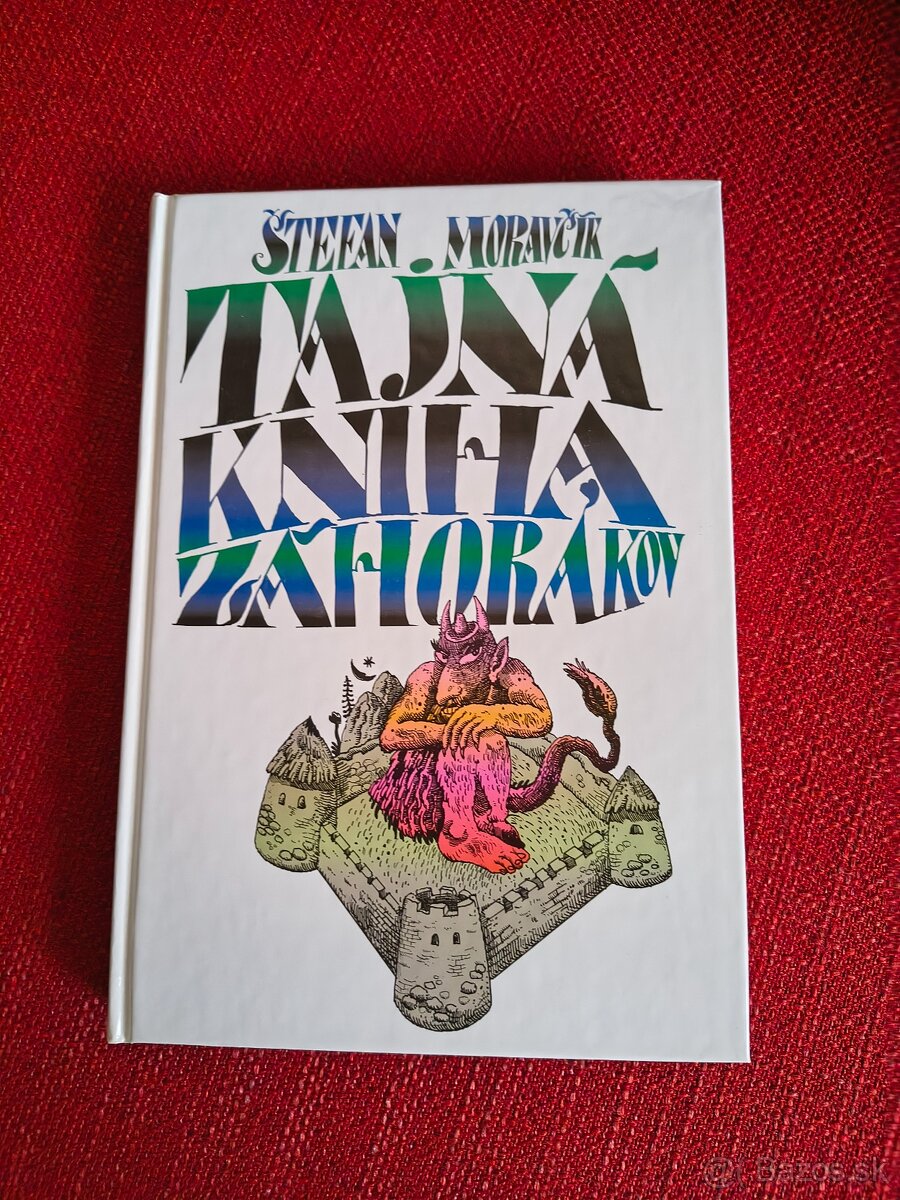 ŠTEFAN MORAVČÍK
TAJNÁ
KNIHA
ZÁHORÁKOV
Bazos.sk